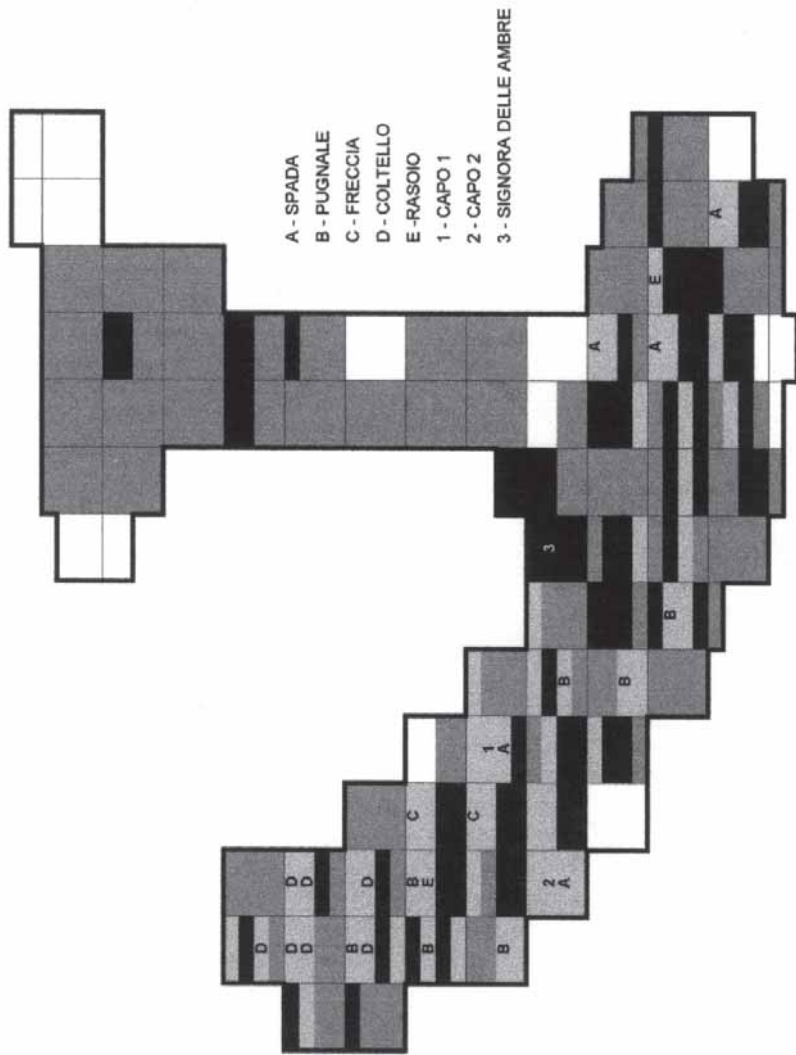 A - SPADA
B - PUGNALE
C - FRECCIA
D - COLTELLO
E -RASOIO
1 - CAPO 1
2 - CAPO 2
3 - SIGNORA DELLE AMBRE
A
E
A
A
3
B
B
B
1
A
C
C
D
D
D
B
E
2
A
D
D
D
B
D
B
B